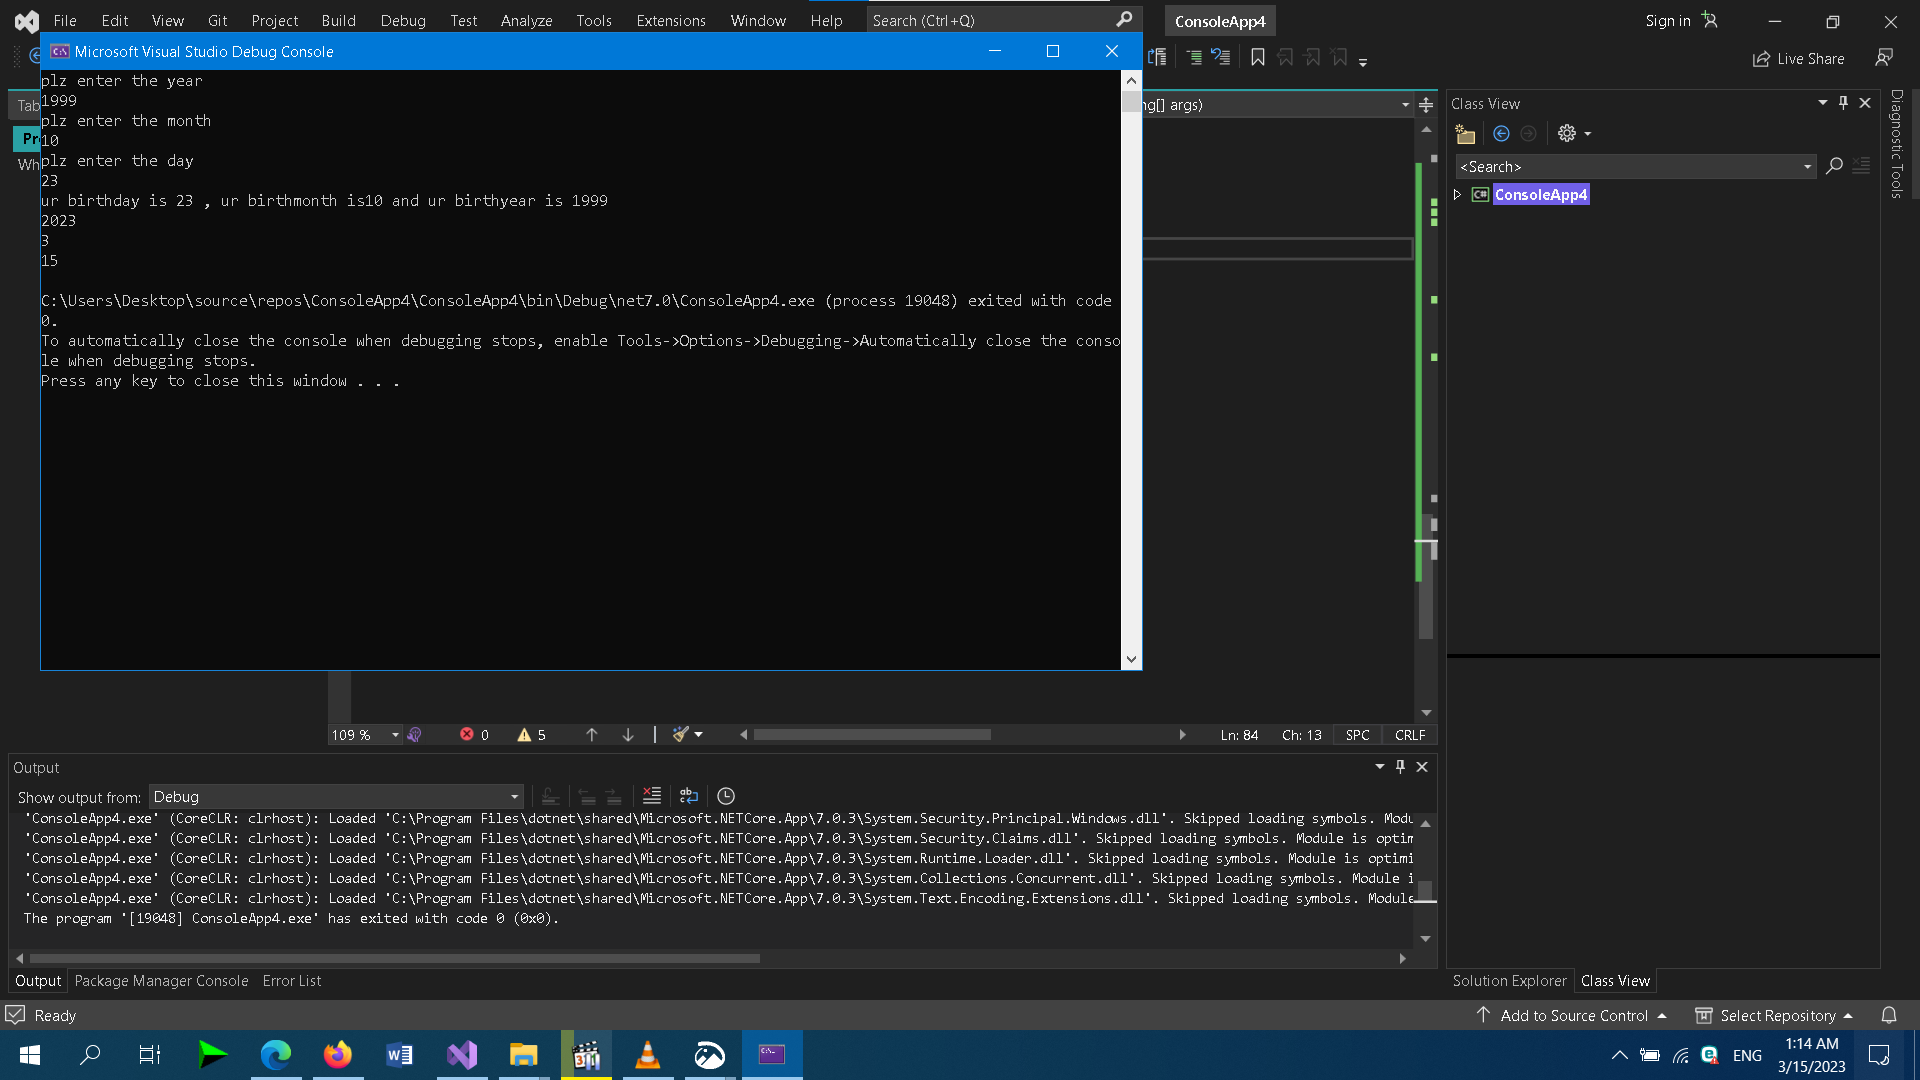 File Edit View Git Project Build Debug Test Analyze Tools Extensions Window Help Search (Ctrl+Q) ConsoleApp4 Sign in
Microsoft Visual Studio Debug Console
Live Share
plz enter the year
1999
plz enter the month
10
plz enter the day
23
ur birthday is 23 , ur birthmonth is10 and ur birthyear is 1999
2023
3
15
C:\Users\Desktop\source\repos\ConsoleApp4\ConsoleApp4\bin\Debug\net7.0\ConsoleApp4.exe (process 19048) exited with code
0.
To automatically close the console when debugging stops, enable Tools->Options->Debugging->Automatically close the conso
le when debugging stops.
Press any key to close this window . . .
Tab
Pr
Wh
ng[] args)
Class View
<Search>
ConsoleApp4
Diagnostic Tools
109 % 0 5 Ln: 84 Ch: 13 SPC CRLF
Output
Show output from: Debug
'ConsoleApp4.exe' (CoreCLR: clrhost): Loaded 'C:\Program Files\dotnet\shared\Microsoft.NETCore.App\7.0.3\System.Security.Principal.Windows.dll'. Skipped loading symbols. Modu
'ConsoleApp4.exe' (CoreCLR: clrhost): Loaded 'C:\Program Files\dotnet\shared\Microsoft.NETCore.App\7.0.3\System.Security.Claims.dll'. Skipped loading symbols. Module is optim
'ConsoleApp4.exe' (CoreCLR: clrhost): Loaded 'C:\Program Files\dotnet\shared\Microsoft.NETCore.App\7.0.3\System.Runtime.Loader.dll'. Skipped loading symbols. Module is optimi
'ConsoleApp4.exe' (CoreCLR: clrhost): Loaded 'C:\Program Files\dotnet\shared\Microsoft.NETCore.App\7.0.3\System.Collections.Concurrent.dll'. Skipped loading symbols. Module i
'ConsoleApp4.exe' (CoreCLR: clrhost): Loaded 'C:\Program Files\dotnet\shared\Microsoft.NETCore.App\7.0.3\System.Text.Encoding.Extensions.dll'. Skipped loading symbols. Module
The program '[19048] ConsoleApp4.exe' has exited with code 0 (0x0).
Output Package Manager Console Error List
Solution Explorer Class View
Ready Add to Source Control Select Repository
ENG 1:14 AM
3/15/2023